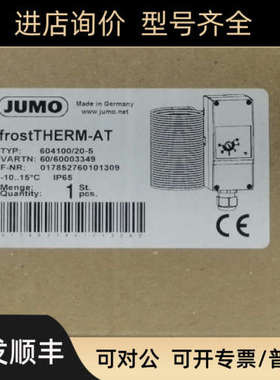 进店询价 型号齐全
JUMO
Made in Germany
jumo.net
frostTHERM-AT
TYP: 604100/20-5
VARTN: 60/60003349
F-NR: 0178527601013 09
-10..15°C IP65
Menge: 1 St.
Quantity: pcs.
CE
发顺丰
可对公 可开专票/普